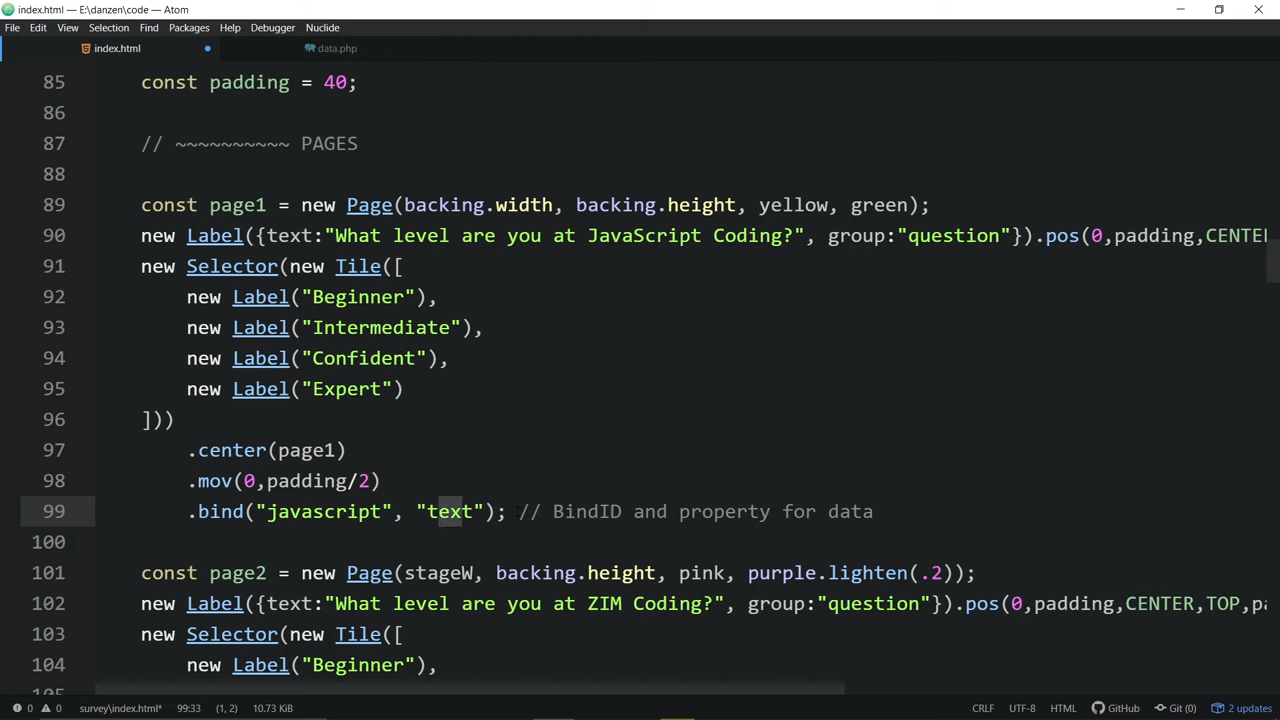 index.html — E:\danzen\code — Atom
File Edit View Selection Find Packages Help Debugger Nuclide
index.html data.php
85 const padding = 40;
86
87 // ~~~~~~~~~~ PAGES
88
89 const page1 = new Page(backing.width, backing.height, yellow, green);
90 new Label({text:"What level are you at JavaScript Coding?", group:"question"}).pos(0,padding,CENTE
91 new Selector(new Tile([
92 new Label("Beginner"),
93 new Label("Intermediate"),
94 new Label("Confident"),
95 new Label("Expert")
96 ]))
97 .center(page1)
98 .mov(0,padding/2)
99 .bind("javascript", "text"); // BindID and property for data
100
101 const page2 = new Page(stageW, backing.height, pink, purple.lighten(.2));
102 new Label({text:"What level are you at ZIM Coding?", group:"question"}).pos(0,padding,CENTER,TOP,pa
103 new Selector(new Tile([
104 new Label("Beginner"),
0 0 survey\index.html* 99:33 (1, 2) 10.73 KiB CRLF UTF-8 HTML GitHub Git (0) 2 updates